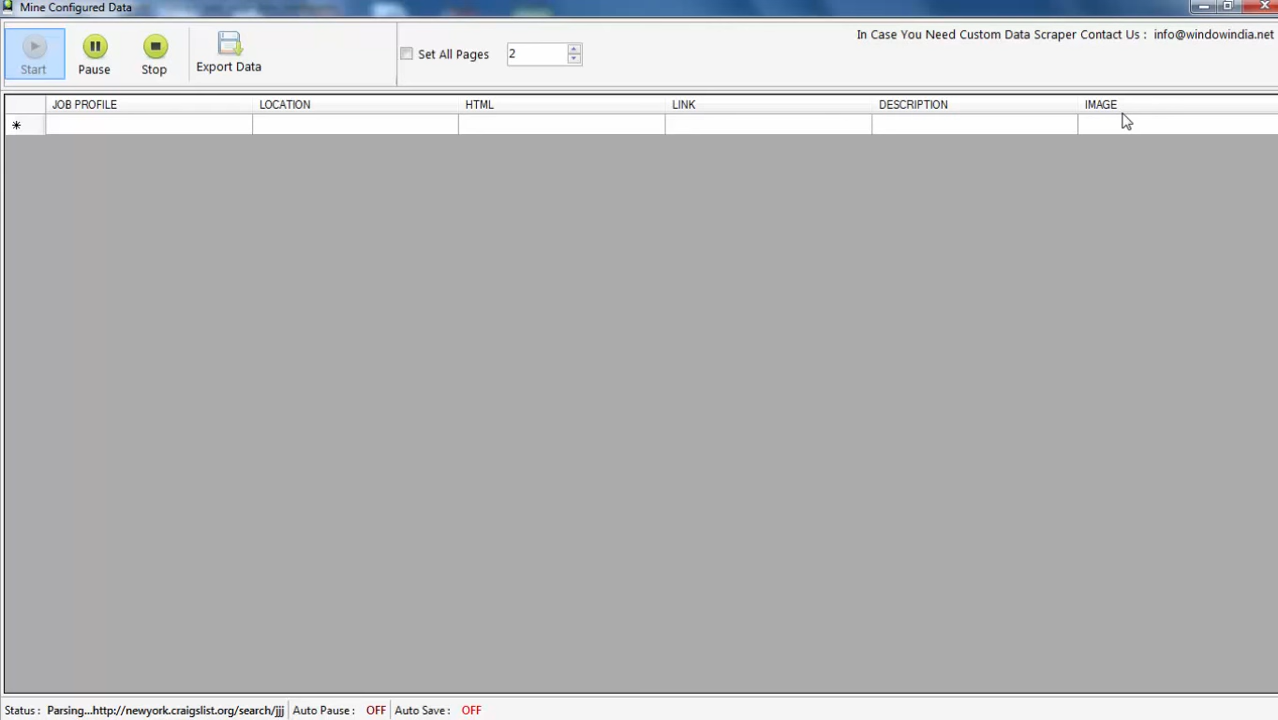 Mine Configured Data
Start Pause Stop Export Data
Set All Pages 2
In Case You Need Custom Data Scraper Contact Us : info@windowindia.net
JOB PROFILE LOCATION HTML LINK DESCRIPTION IMAGE
Status : Parsing...http://newyork.craigslist.org/search/jjj Auto Pause : OFF Auto Save : OFF